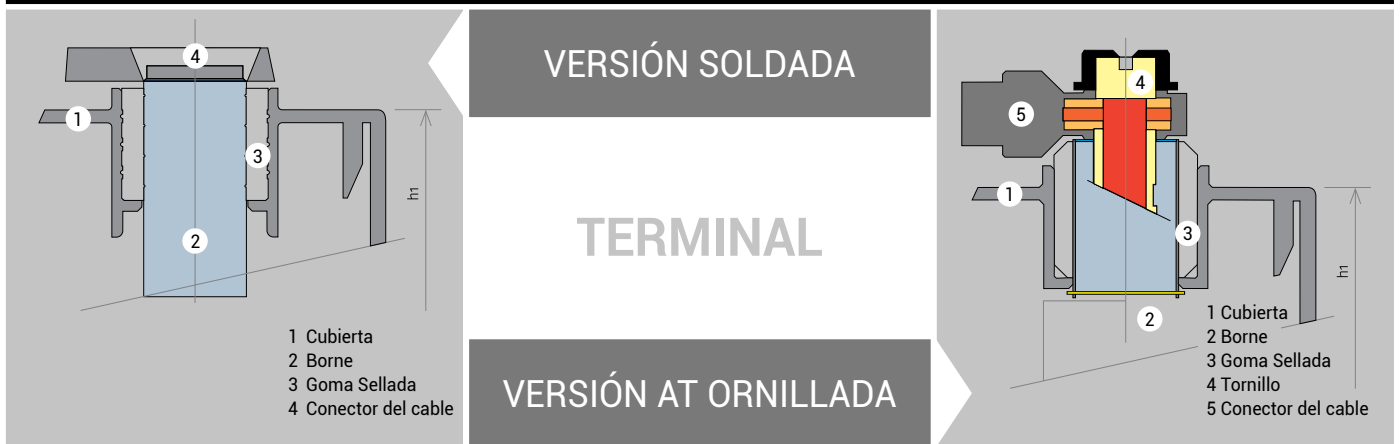 4
1
3
2
h1
1 Cubierta
2 Borne
3 Goma Sellada
4 Conector del cable
VERSIÓN SOLDADA
TERMINAL
VERSIÓN AT ORNILLADA
4
5
1
3
2
h1
1 Cubierta
2 Borne
3 Goma Sellada
4 Tornillo
5 Conector del cable